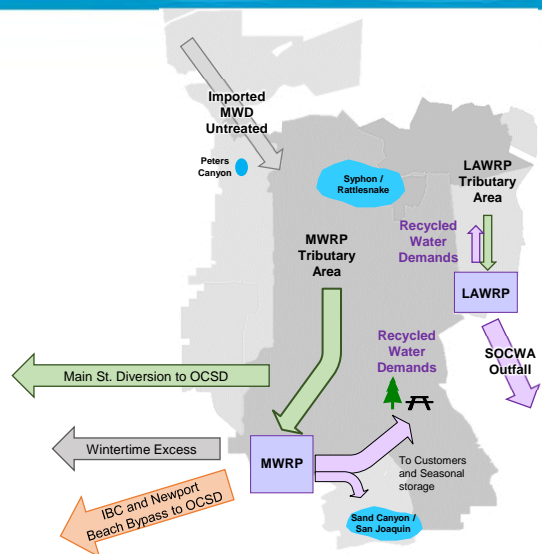 Imported
MWD
Untreated
Peters
Canyon
Syphon /
Rattlesnake
LAWRP
Tributary
Area
Recycled
Water
Demands
MWRP
Tributary
Area
LAWRP
Recycled
Water
Demands
SOCWA
Outfall
Main St. Diversion to OCSD
Wintertime Excess
MWRP
To Customers
and Seasonal
storage
IBC and Newport
Beach Bypass to OCSD
Sand Canyon /
San Joaquin